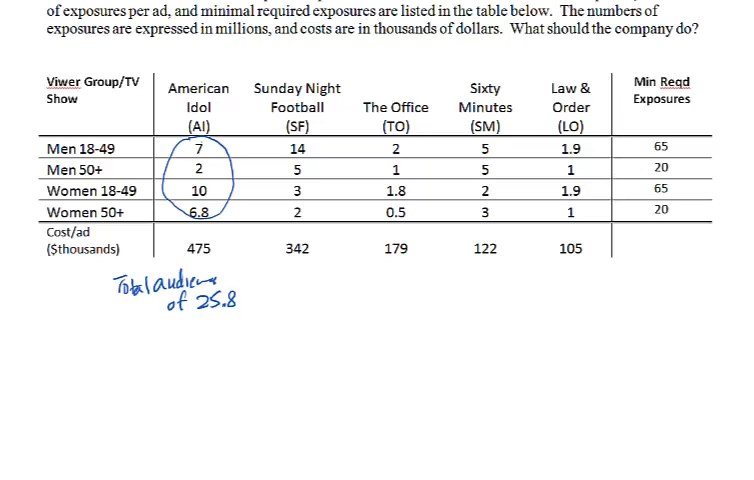 of exposures per ad, and minimal required exposures are listed in the table below. The numbers of
exposures are expressed in millions, and costs are in thousands of dollars. What should the company do?
Viwer Group/TV Show American Idol (AI) Sunday Night Football (SF) The Office (TO) Sixty Minutes (SM) Law & Order (LO) Min Reqd Exposures
Men 18-49 7 14 2 5 1.9 65
Men 50+ 2 5 1 5 1 20
Women 18-49 10 3 1.8 2 1.9 65
Women 50+ 6.8 2 0.5 3 1 20
Cost/ad ($thousands) 475 342 179 122 105
Total audience
of 25.8